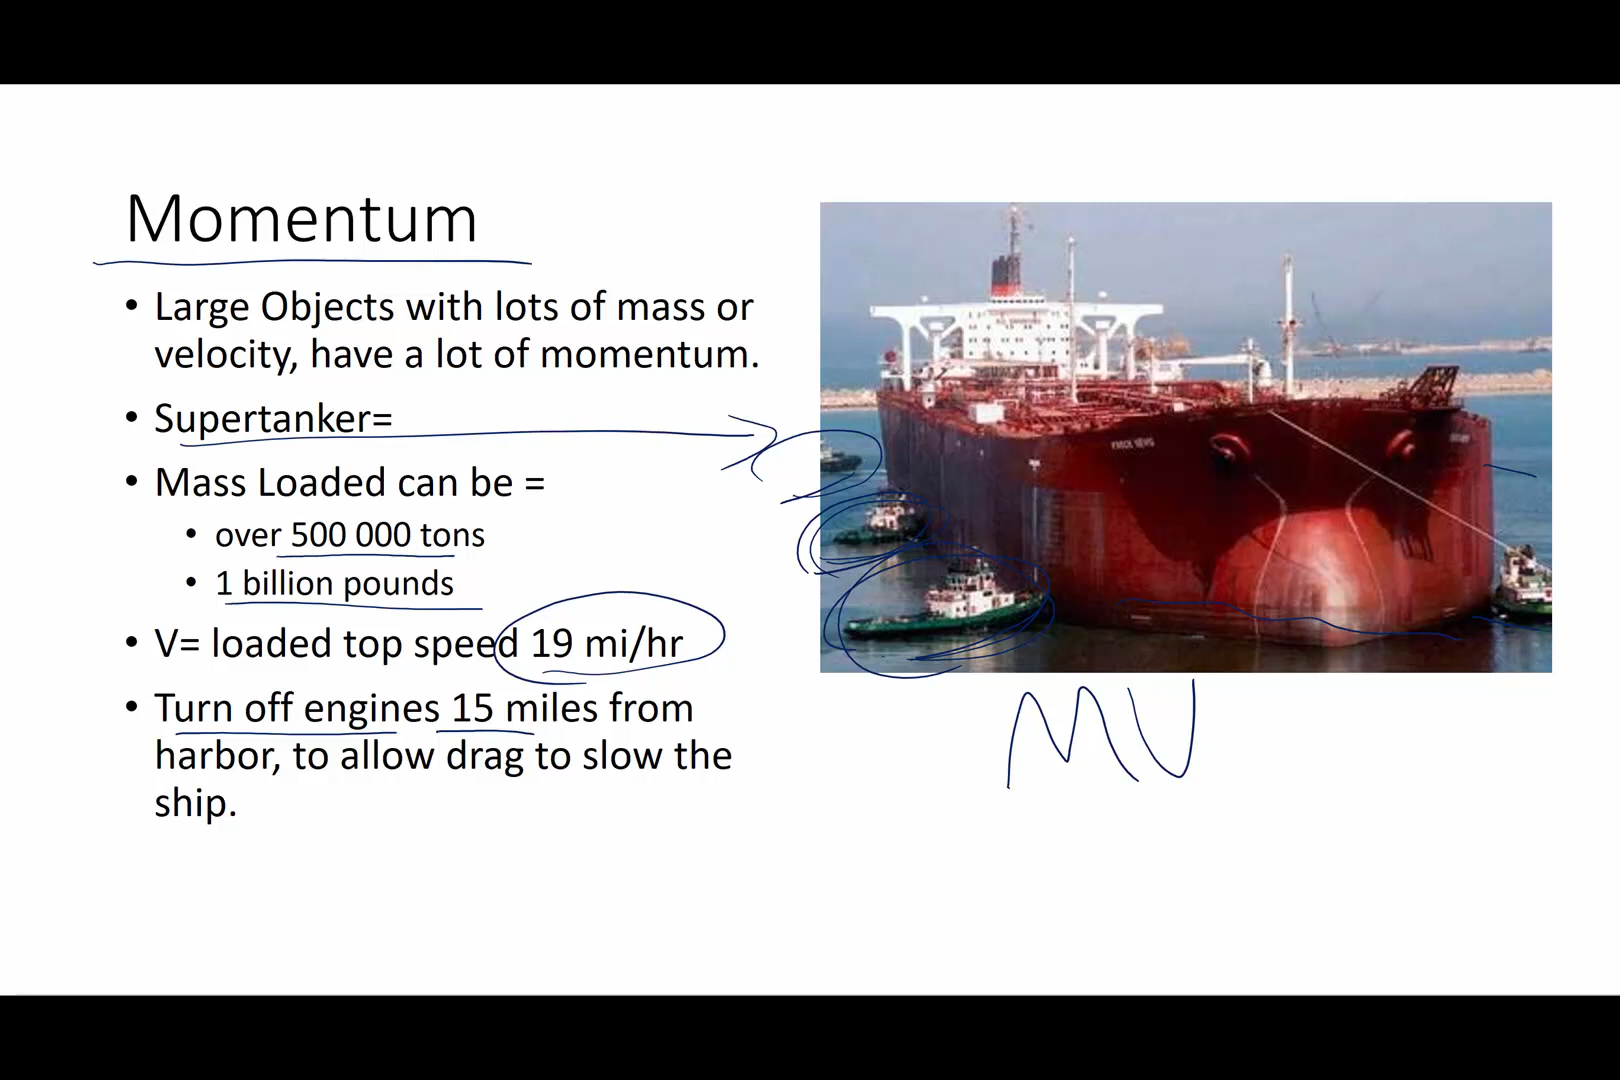 Momentum
• Large Objects with lots of mass or
velocity, have a lot of momentum.
• Supertanker=
• Mass Loaded can be =
• over 500 000 tons
• 1 billion pounds
• V= loaded top speed 19 mi/hr
• Turn off engines 15 miles from
harbor, to allow drag to slow the
ship.
MV